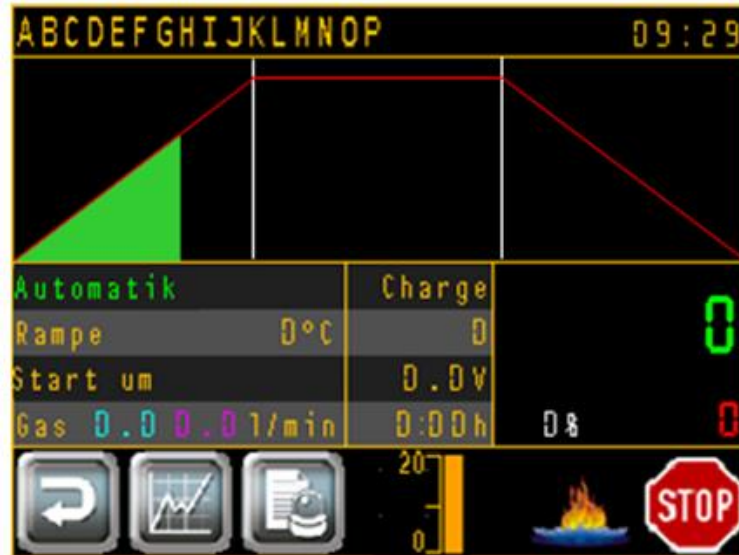 ABCDEFGHIJKLMNOP 09:29
Automatik Charge
Rampe 0°C 0
Start um 0.0V
Gas 0.0 0.0 l/min 0:00h
0
0% 0
20
0
STOP